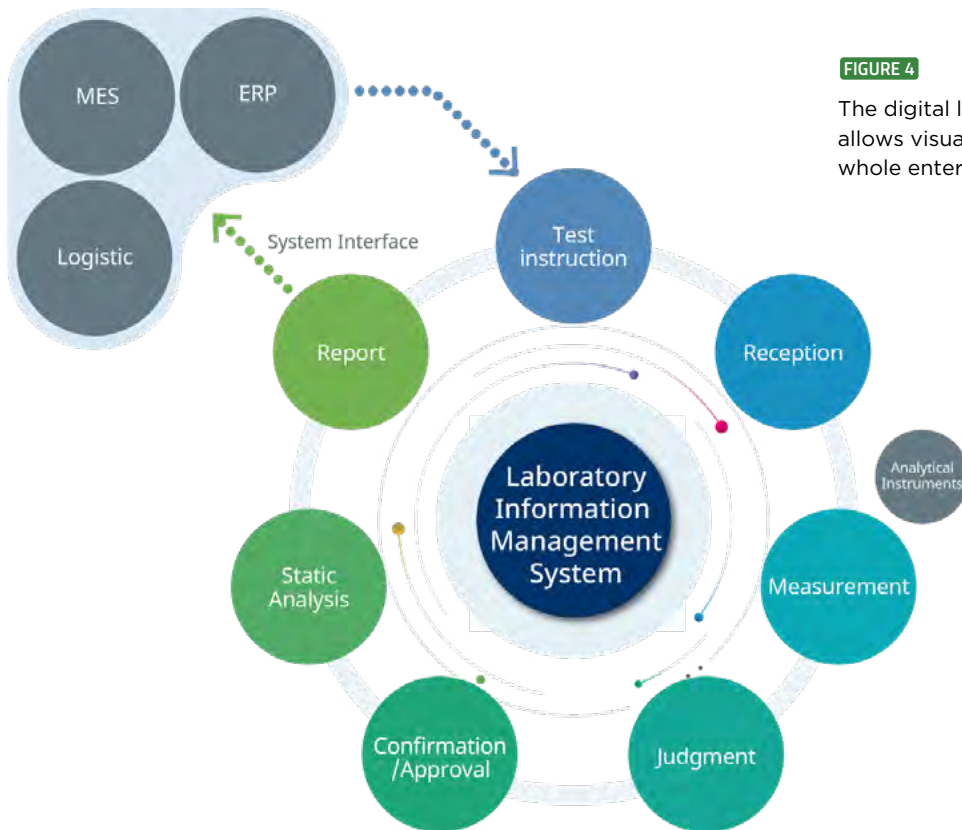 MES
ERP
Logistic
FIGURE 4
The digital l
allows visua
whole enter
System Interface
Test
instruction
Report
Reception
Analytical
Instruments
Laboratory
Information
Management
System
Static
Analysis
Measurement
Confirmation
/Approval
Judgment